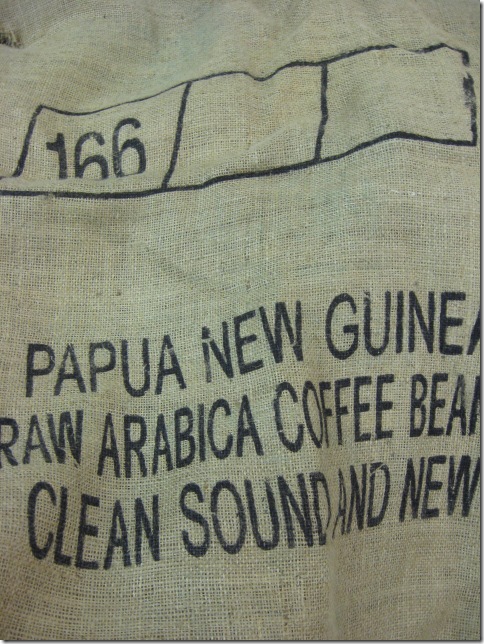 166
PAPUA NEW GUINEA
RAW ARABICA COFFEE BEAN
CLEAN SOUND AND NEW